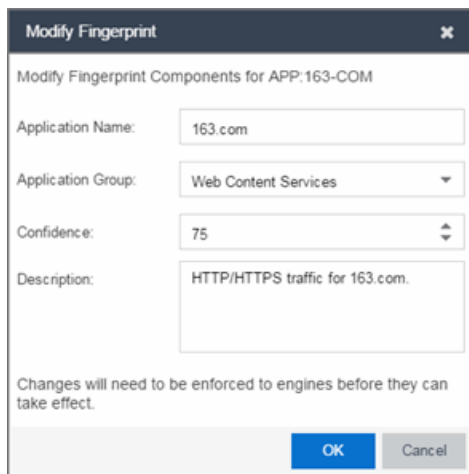 Modify Fingerprint
Modify Fingerprint Components for APP:163-COM
Application Name: 163.com
Application Group: Web Content Services
Confidence: 75
Description: HTTP/HTTPS traffic for 163.com.
Changes will need to be enforced to engines before they can
take effect.
OK Cancel